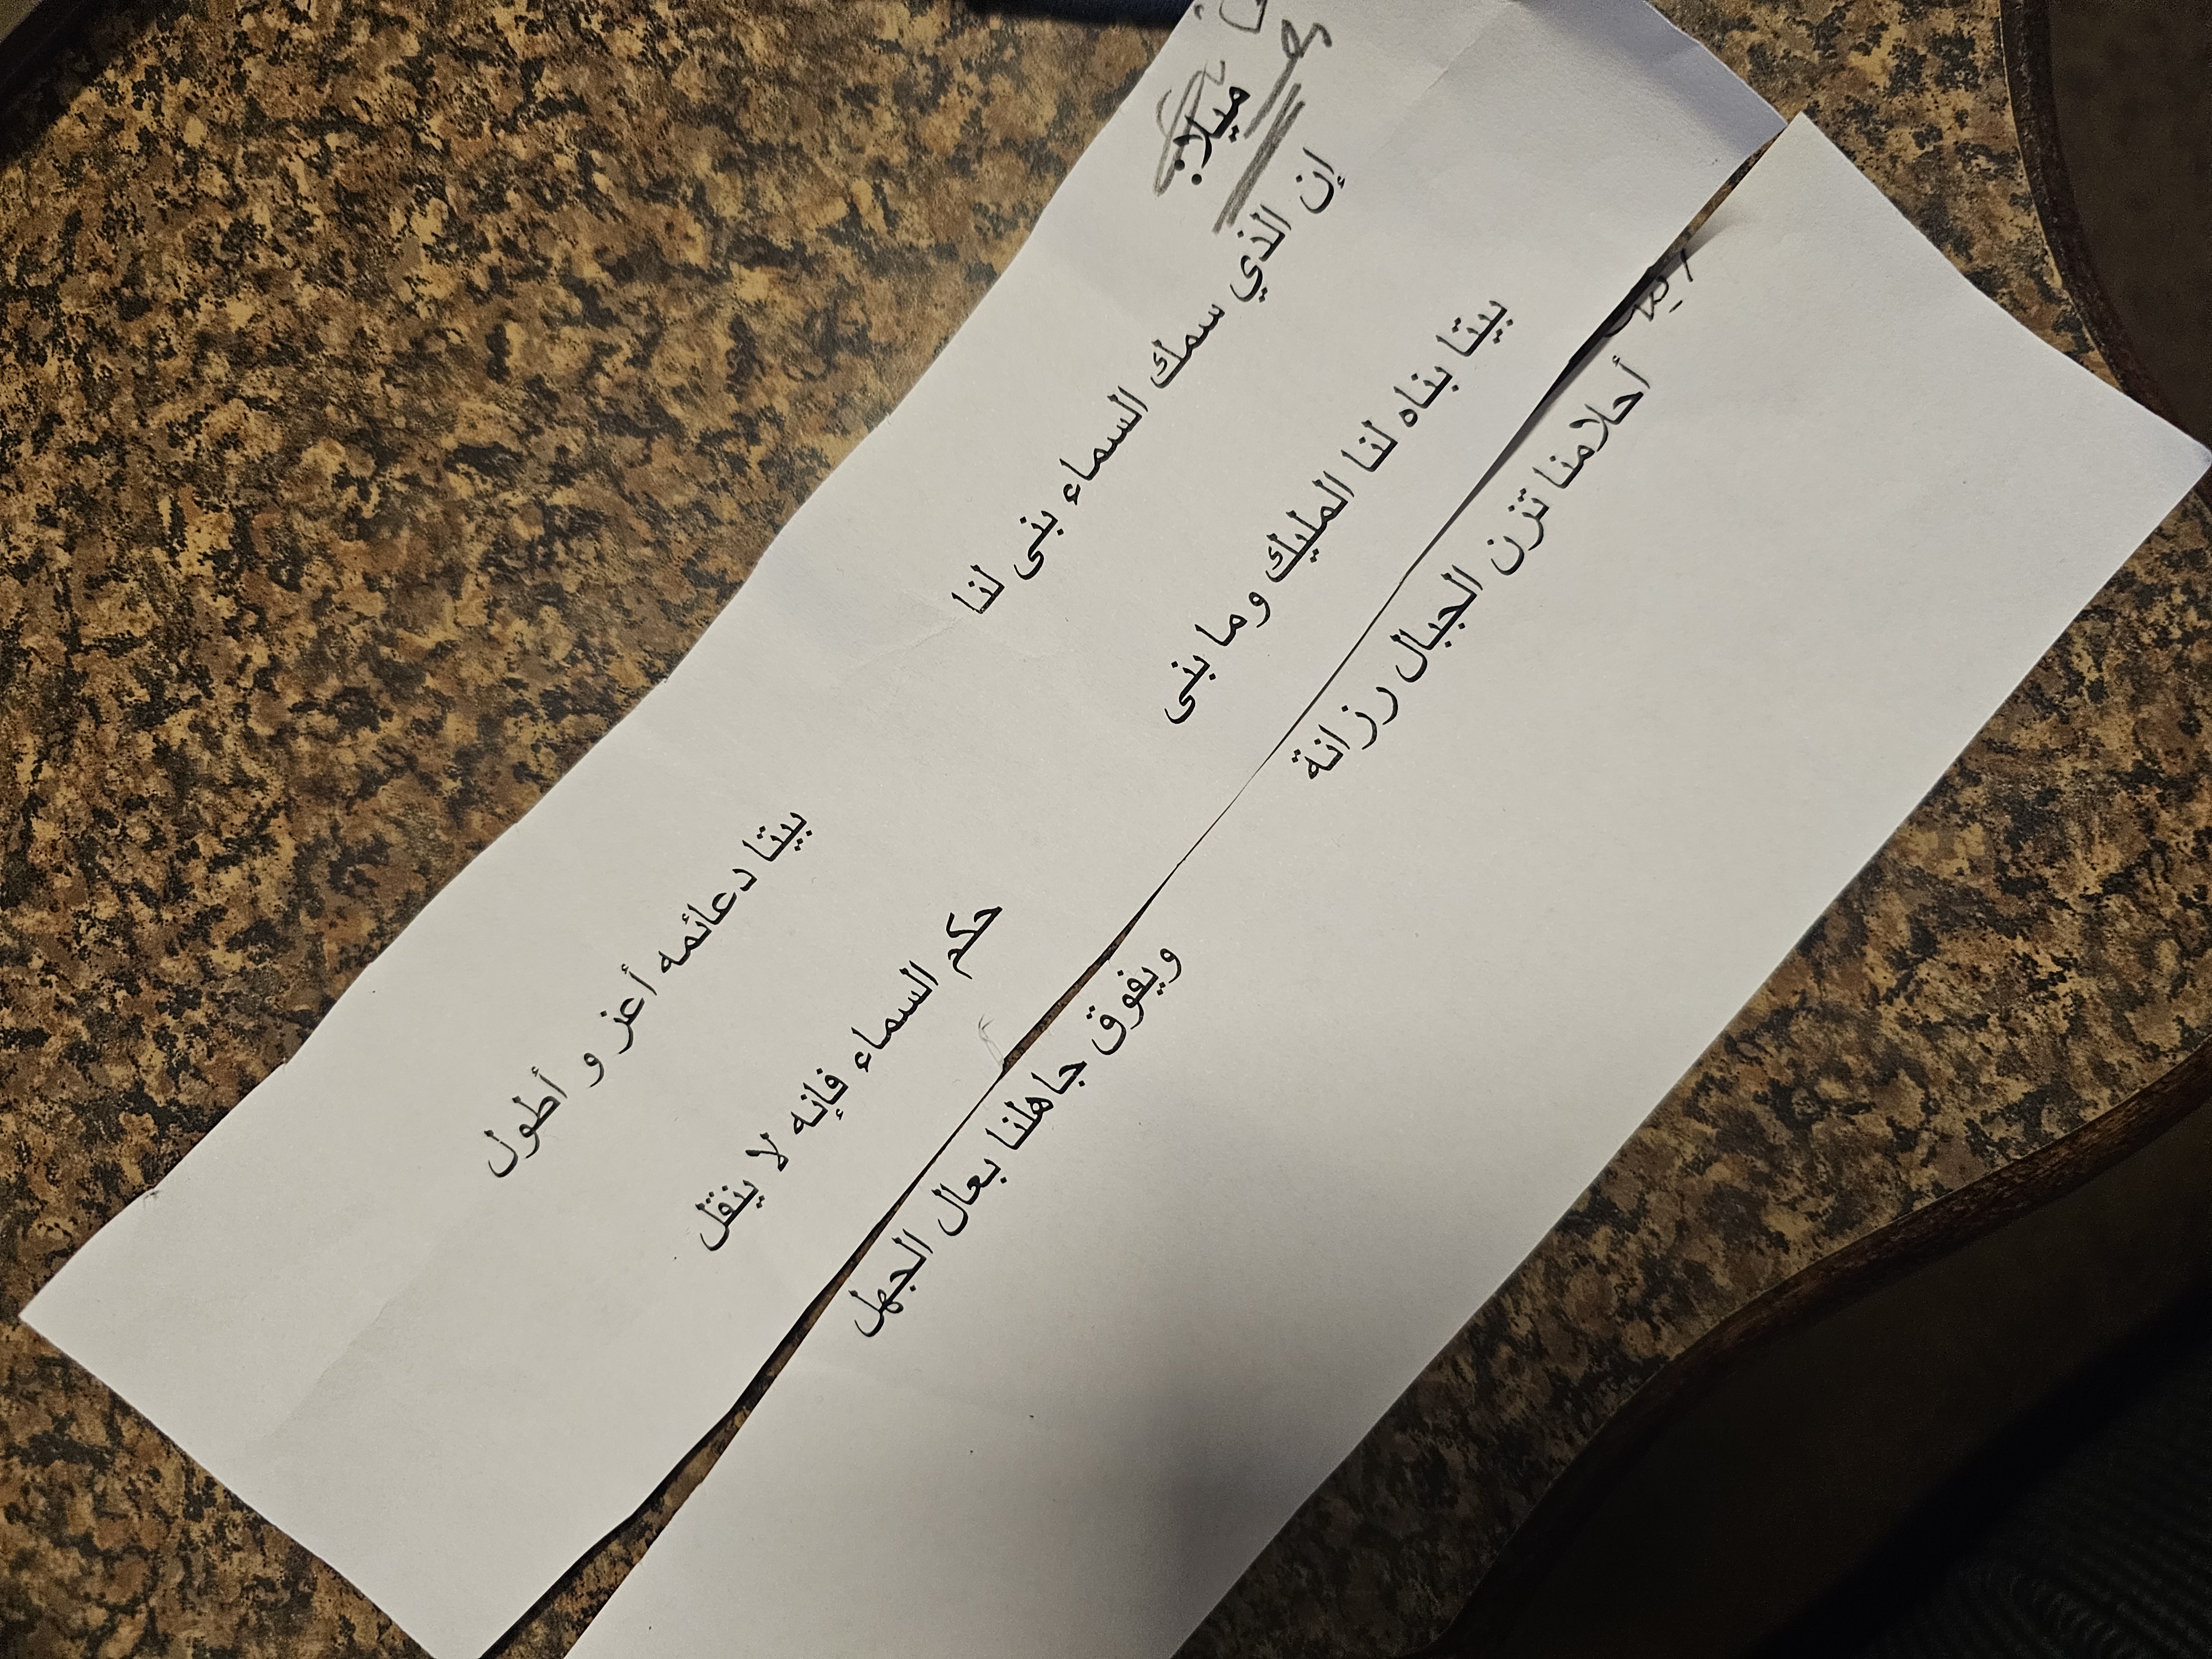 ميلاب
إن الذي سمك السماء بنى لنا
بيتا دعائمه أعز و أطول
بيتا بناه لنا المليك وما بنى
حكم السماء فإنه لا ينقل
أحلامنا تزن الجبال رزانة
ويفوق جاهلنا بعال الجهل